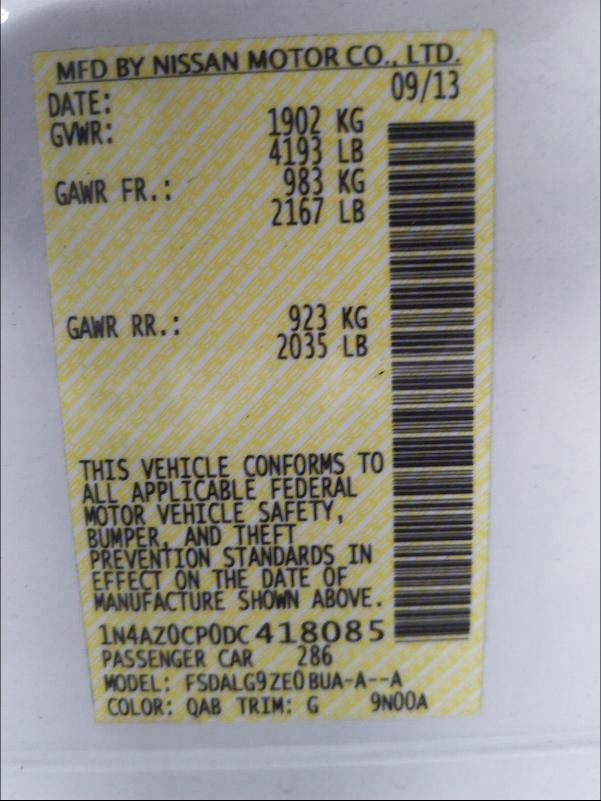 MFD BY NISSAN MOTOR CO., LTD.
DATE: 09/13
GVWR: 1902 KG
4193 LB
GAWR FR.: 983 KG
2167 LB
GAWR RR.: 923 KG
2035 LB
THIS VEHICLE CONFORMS TO
ALL APPLICABLE FEDERAL
MOTOR VEHICLE SAFETY,
BUMPER, AND THEFT
PREVENTION STANDARDS IN
EFFECT ON THE DATE OF
MANUFACTURE SHOWN ABOVE.
1N4AZ0CP0DC418085
PASSENGER CAR 286
MODEL: FSDALG9ZE0BUA-A--A
COLOR: QAB TRIM: G 9N00A